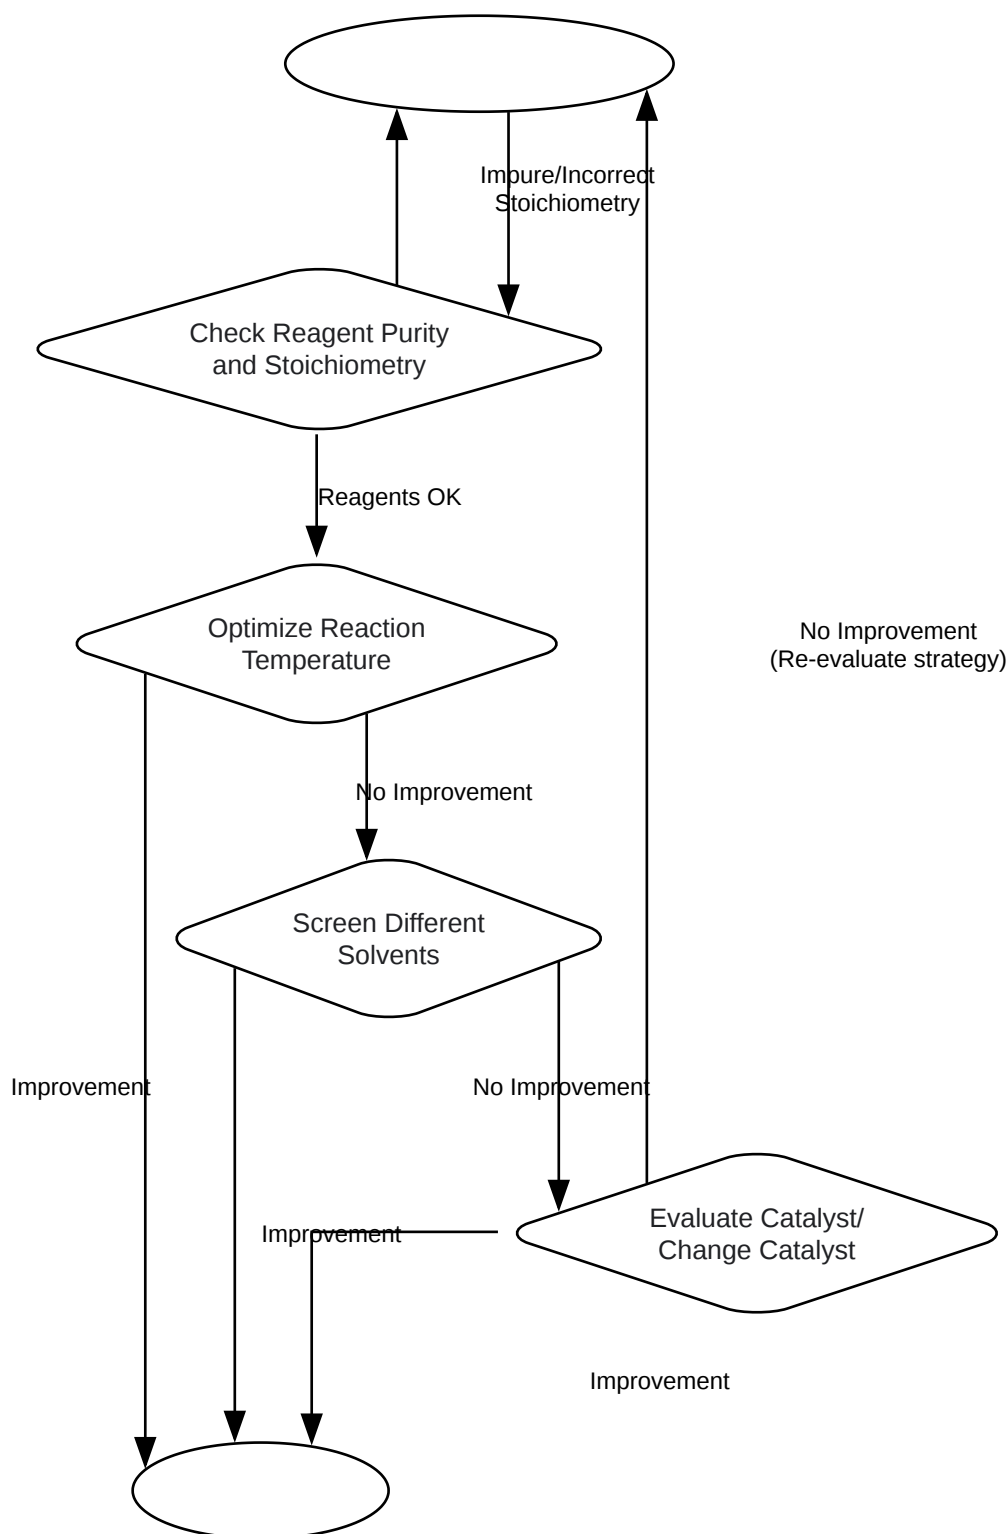 Impure/Incorrect
Stoichiometry
Check Reagent Purity
and Stoichiometry
Reagents OK
Optimize Reaction
Temperature
No Improvement
(Re-evaluate strategy)
No Improvement
Screen Different
Solvents
Improvement
No Improvement
Improvement
Evaluate Catalyst/
Change Catalyst
Improvement